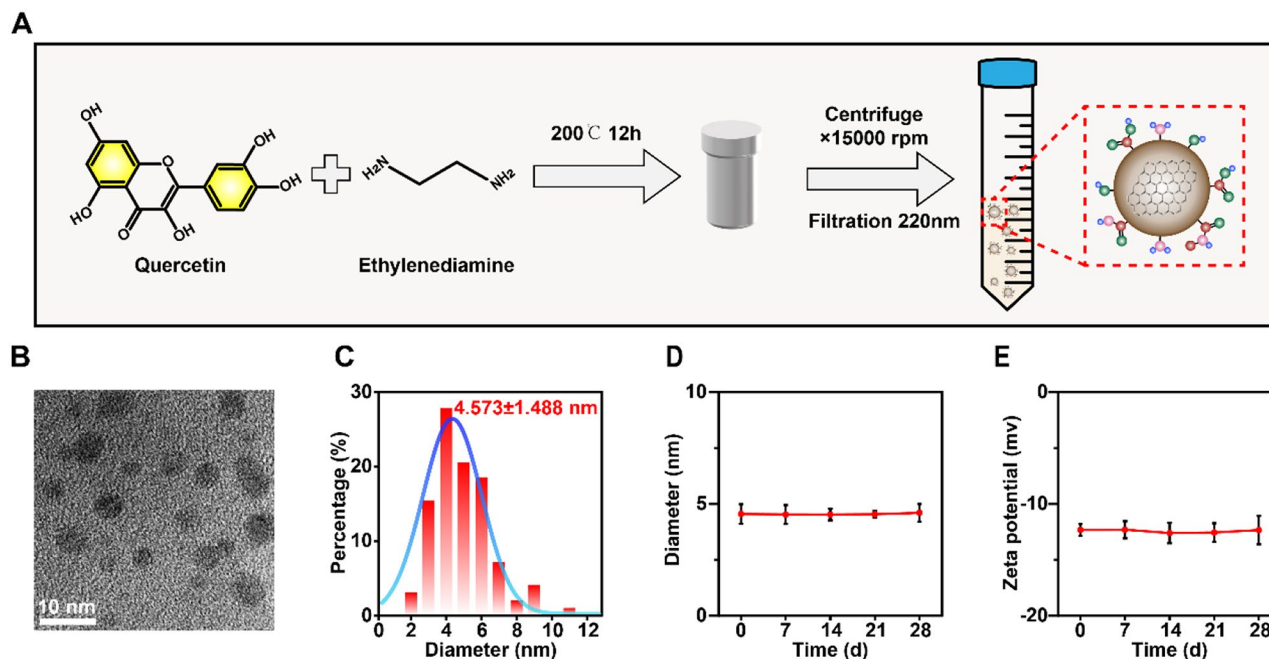 A
OH
HO
OH
OH
O
HO
O
OH
Quercetin
H2N
NH2
Ethylenediamine
200℃ 12h
Centrifuge
×15000 rpm
Filtration 220nm
B
10 nm
C
4.573±1.488 nm
Percentage (%)
30
20
10
0
0 2 4 6 8 10 12
Diameter (nm)
D
Diameter (nm)
10
5
0
0 7 14 21 28
Time (d)
E
Zeta potential (mv)
0
-10
-20
0 7 14 21 28
Time (d)